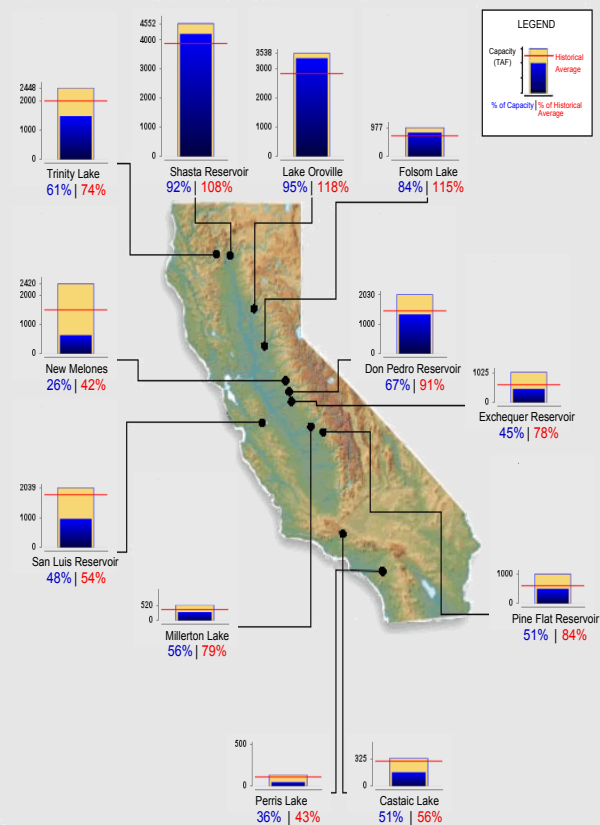 LEGEND
Capacity
(TAF)
Historical
Average
% of Capacity | % of Historical
Average
2448
2000
1000
0
Trinity Lake
61% | 74%
4552
4000
3000
2000
1000
0
Shasta Reservoir
92% | 108%
3538
3000
2000
1000
0
Lake Oroville
95% | 118%
977
0
Folsom Lake
84% | 115%
2420
2000
1000
0
New Melones
26% | 42%
2030
1000
0
Don Pedro Reservoir
67% | 91%
1025
0
Exchequer Reservoir
45% | 78%
2039
1000
0
San Luis Reservoir
48% | 54%
520
0
Millerton Lake
56% | 79%
1000
0
Pine Flat Reservoir
51% | 84%
500
0
Perris Lake
36% | 43%
325
0
Castaic Lake
51% | 56%